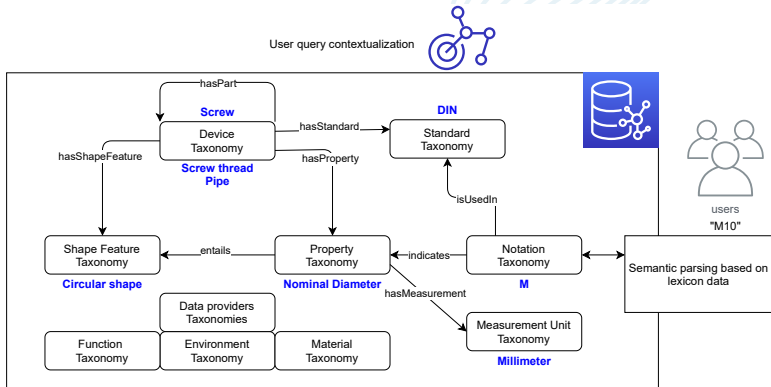 User query contextualization
hasPart
Screw
DIN
Device
Taxonomy
hasStandard
Standard
Taxonomy
hasShapeFeature
Screw thread
Pipe
hasProperty
isUsedIn
users
"M10"
Shape Feature
Taxonomy
entails
Property
Taxonomy
indicates
Notation
Taxonomy
Semantic parsing based on
lexicon data
Circular shape
Nominal Diameter
M
hasMeasurement
Data providers
Taxonomies
Measurement Unit
Taxonomy
Function
Taxonomy
Environment
Taxonomy
Material
Taxonomy
Millimeter